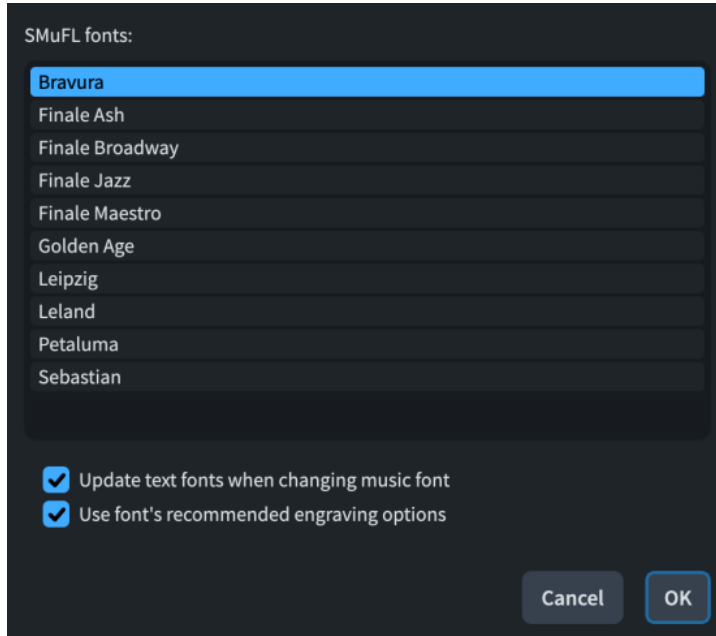 SMuFL fonts:
Bravura
Finale Ash
Finale Broadway
Finale Jazz
Finale Maestro
Golden Age
Leipzig
Leland
Petaluma
Sebastian
Update text fonts when changing music font
Use font's recommended engraving options
Cancel OK